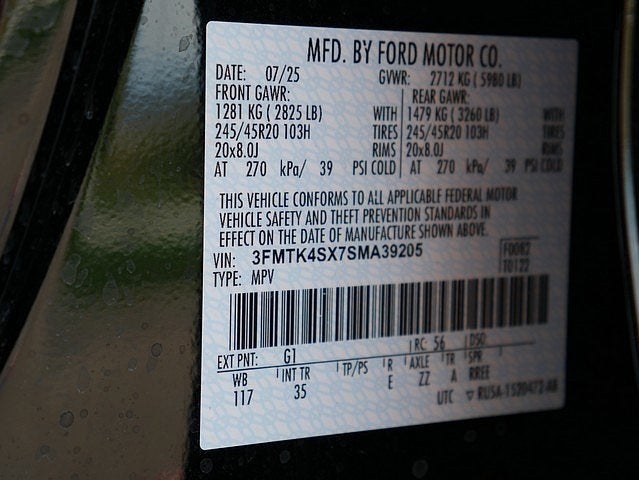 MFD. BY FORD MOTOR CO.
DATE: 07/25 GVWR: 2712 KG ( 5980 LB)
FRONT GAWR: REAR GAWR:
1281 KG ( 2825 LB) WITH 1479 KG ( 3260 LB) WITH
245/45R20 103H TIRES 245/45R20 103H TIRES
20x8.0J RIMS 20x8.0J RIMS
AT 270 kPa/ 39 PSI COLD AT 270 kPa/ 39 PSI COLD
THIS VEHICLE CONFORMS TO ALL APPLICABLE FEDERAL MOTOR
VEHICLE SAFETY AND THEFT PREVENTION STANDARDS IN
EFFECT ON THE DATE OF MANUFACTURE SHOWN ABOVE.
VIN: 3FMTK4SX7SMA39205
TYPE: MPV
F0082
T0122
EXT PNT: G1 RC: 56 DSO
WB INT TR TP/PS R AXLE TR SPR
117 35 E ZZ A RREE
UTC ▽ RUSA-1520472-AB